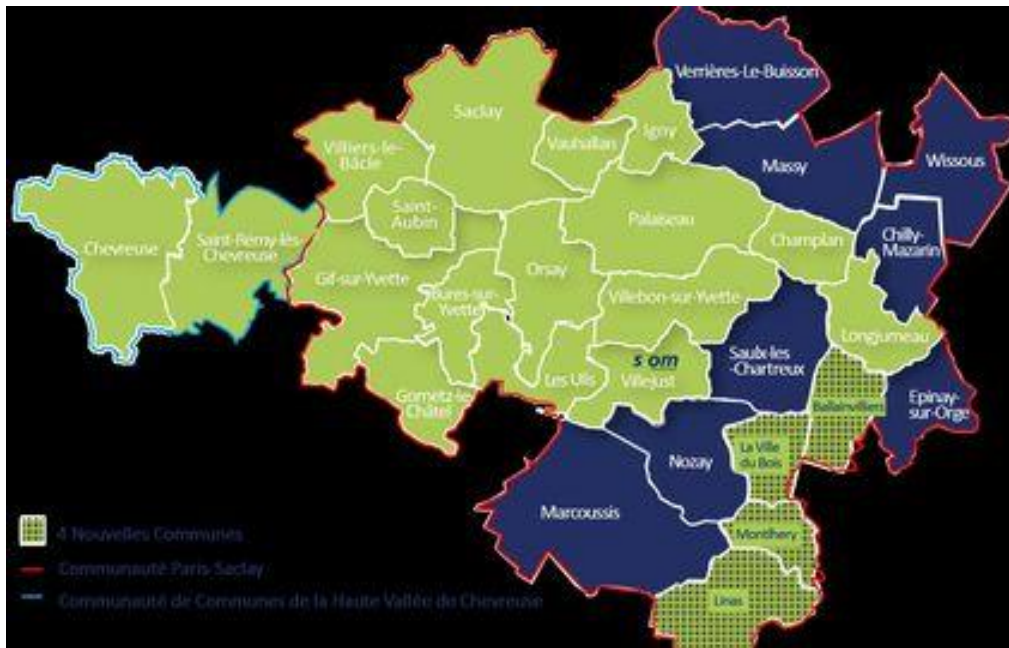 Verrières-Le-Buisson
Saclay
Igny
Vauhallan
Villiers-le-
Bâcle
Massy
Wissous
Saint-
Aubin
Palaiseau
Chevreuse
Saint-Rémy-lès-
Chevreuse
Champlan
Chilly-
Mazarin
Orsay
Gif-sur-Yvette
Bures-sur-
Yvette
Villebon-sur-Yvette
Longjumeau
Saulx-les
-Chartreux
s om
Villejust
Les Ulis
Gometz-le-
Châtel
Ballainvilliers
Epinay-
sur-Orge
La Ville
du Bois
Nozay
Marcoussis
Montlhery
Linas
4 Nouvelles Communes
Communauté Paris-Saclay
Communauté de Communes de la Haute Vallée de Chevreuse